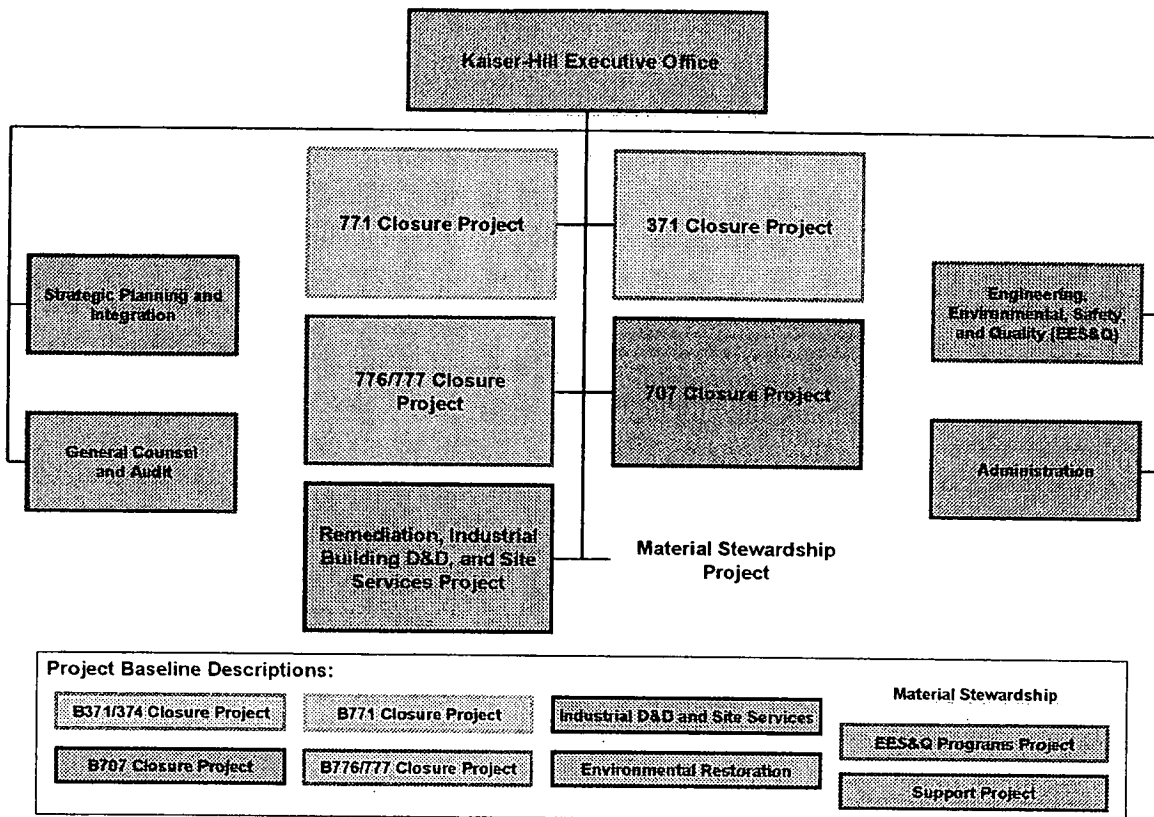 Kaiser-Hill Executive Office
771 Closure Project
371 Closure Project
Strategic Planning and
Integration
Engineering,
Environmental, Safety,
and Quality (EES&Q)
776/777 Closure
Project
707 Closure Project
General Counsel
and Audit
Administration
Remediation, Industrial
Building D&D, and Site
Services Project
Material Stewardship
Project
Project Baseline Descriptions:
B371/374 Closure Project
B771 Closure Project
Industrial D&D and Site Services
Material Stewardship
B707 Closure Project
B776/777 Closure Project
Environmental Restoration
EES&Q Programs Project
Support Project